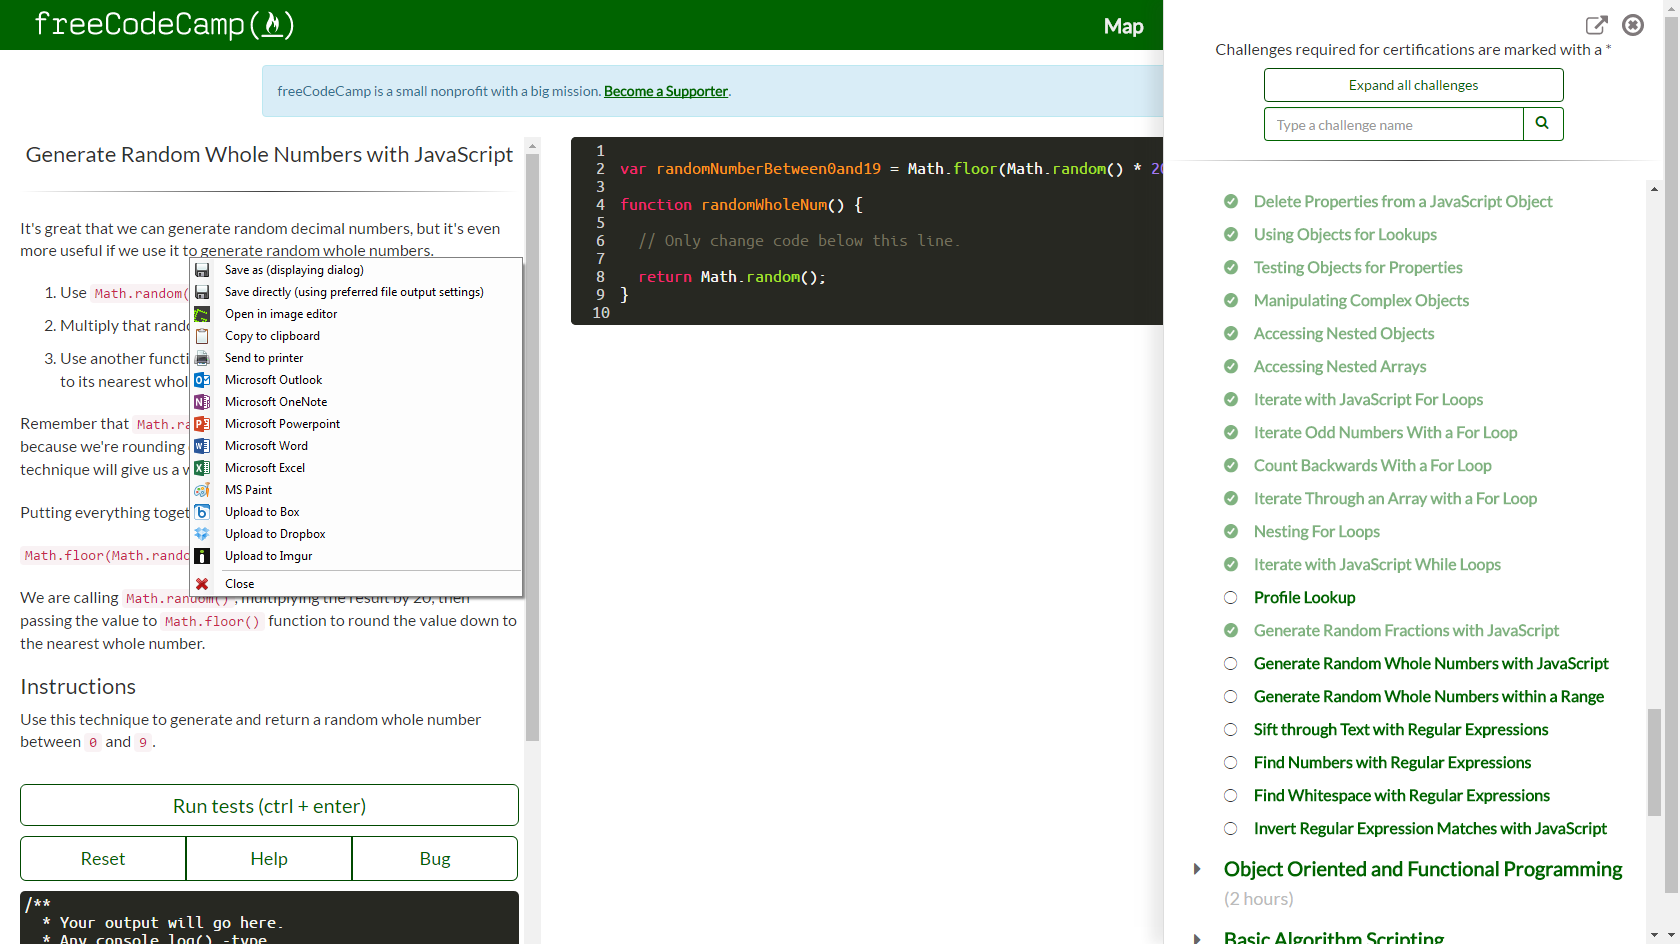 freeCodeCamp
Map
freeCodeCamp is a small nonprofit with a big mission. Become a Supporter.
Generate Random Whole Numbers with JavaScript
It's great that we can generate random decimal numbers, but it's even
more useful if we use it to generate random whole numbers.
1. Use Math.random(
2. Multiply that rando
3. Use another functi
to its nearest whol
Remember that Math.ra
because we're rounding
technique will give us a w
Putting everything toget
Math.floor(Math.rando
We are calling Math.random() , multiplying the result by 20, then
passing the value to Math.floor() function to round the value down to
the nearest whole number.
Instructions
Use this technique to generate and return a random whole number
between 0 and 9 .
Run tests (ctrl + enter)
Reset
Help
Bug
/**
* Your output will go here.
* Any console.log() -type
Save as (displaying dialog)
Save directly (using preferred file output settings)
Open in image editor
Copy to clipboard
Send to printer
Microsoft Outlook
Microsoft OneNote
Microsoft Powerpoint
Microsoft Word
Microsoft Excel
MS Paint
Upload to Box
Upload to Dropbox
Upload to Imgur
Close
1
2 var randomNumberBetween0and19 = Math.floor(Math.random() * 20
3
4 function randomWholeNum() {
5
6 // Only change code below this line.
7
8 return Math.random();
9 }
10
Challenges required for certifications are marked with a *
Expand all challenges
Type a challenge name
Delete Properties from a JavaScript Object
Using Objects for Lookups
Testing Objects for Properties
Manipulating Complex Objects
Accessing Nested Objects
Accessing Nested Arrays
Iterate with JavaScript For Loops
Iterate Odd Numbers With a For Loop
Count Backwards With a For Loop
Iterate Through an Array with a For Loop
Nesting For Loops
Iterate with JavaScript While Loops
Profile Lookup
Generate Random Fractions with JavaScript
Generate Random Whole Numbers with JavaScript
Generate Random Whole Numbers within a Range
Sift through Text with Regular Expressions
Find Numbers with Regular Expressions
Find Whitespace with Regular Expressions
Invert Regular Expression Matches with JavaScript
Object Oriented and Functional Programming
(2 hours)
Basic Algorithm Scripting